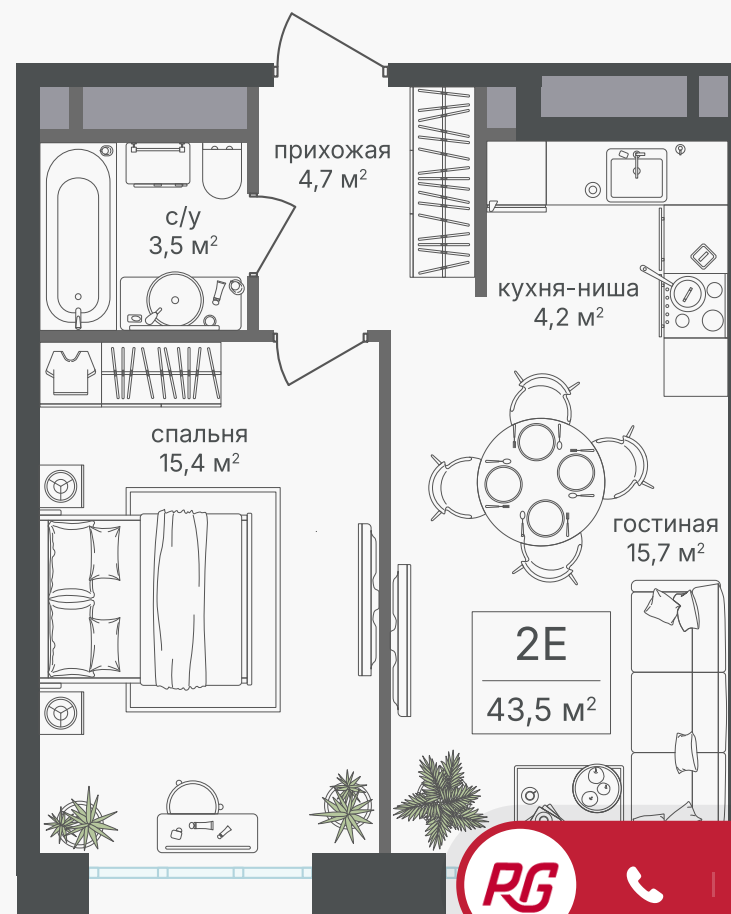 прихожая
4,7 м²
с/у
3,5 м²
кухня-ниша
4,2 м²
спальня
15,4 м²
гостиная
15,7 м²
2Е
43,5 м²
RG